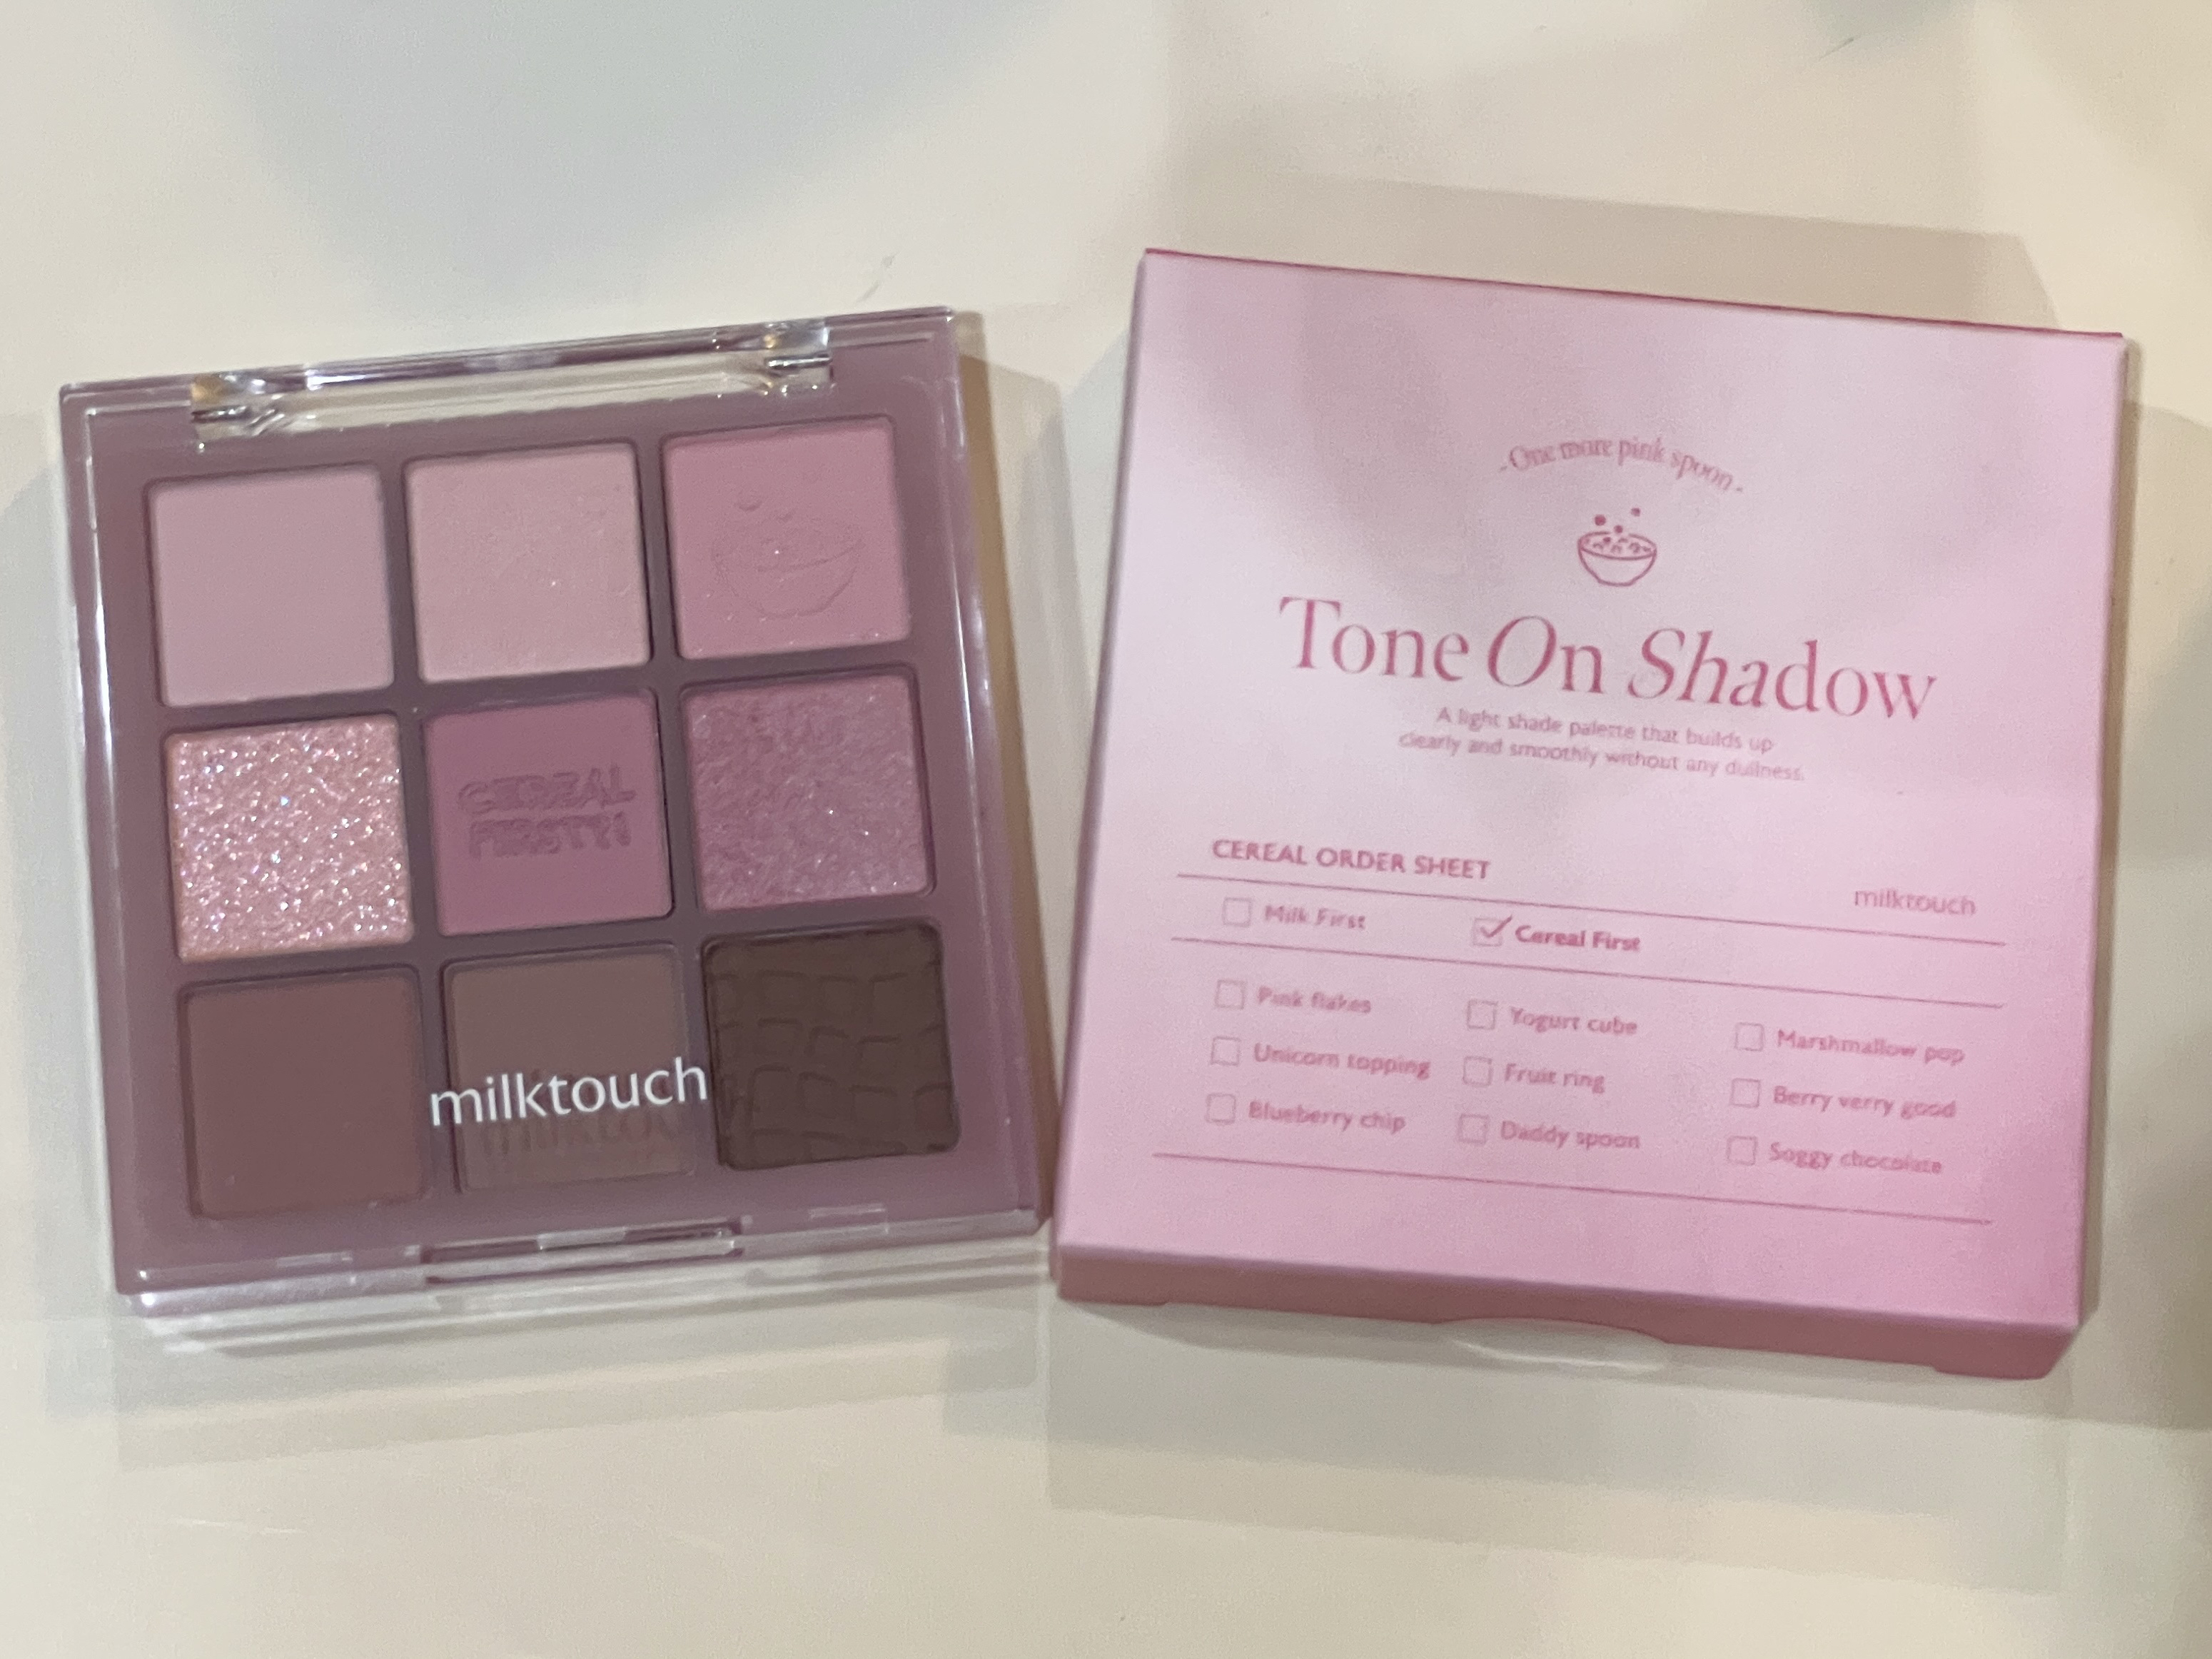 CEREAL
FIRST!
milktouch
-One more pink spoon-
Tone On Shadow
A light shade palette that builds up
clearly and smoothly without any dullness.
CEREAL ORDER SHEET
milktouch
Milk First
Cereal First
Pink flakes
Yogurt cube
Marshmallow pop
Unicorn topping
Fruit ring
Berry verry good
Blueberry chip
Daddy spoon
Soggy chocolate